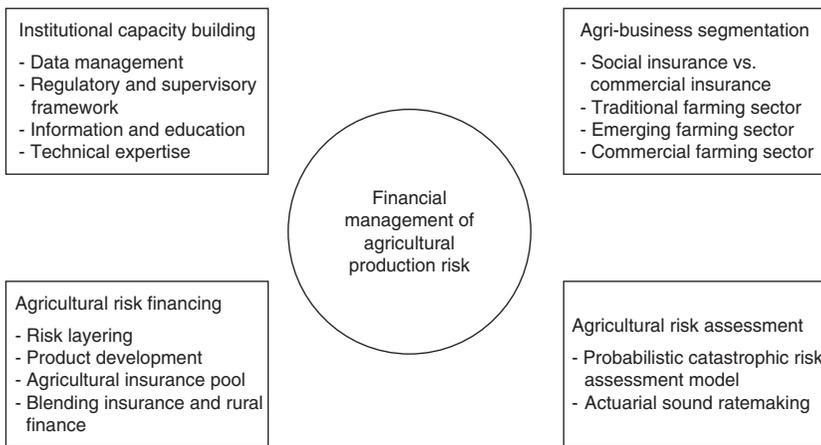 Institutional capacity building
- Data management
- Regulatory and supervisory
framework
- Information and education
- Technical expertise
Agri-business segmentation
- Social insurance vs.
commercial insurance
- Traditional farming sector
- Emerging farming sector
- Commercial farming sector
Financial
management of
agricultural
production risk
Agricultural risk financing
- Risk layering
- Product development
- Agricultural insurance pool
- Blending insurance and rural
finance
Agricultural risk assessment
- Probabilistic catastrophic risk
assessment model
- Actuarial sound ratemaking